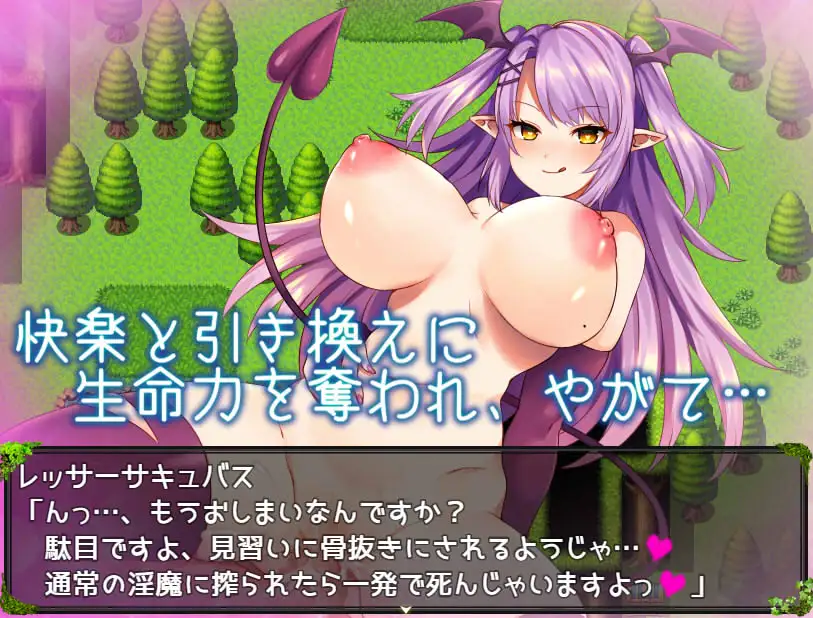 快楽と引き換えに
生命力を奪われ、やがて…
レッサーサキュバス
「んっ…、もうおしまいなんですか？
駄目ですよ、見習いに骨抜きにされるようじゃ…♥
通常の淫魔に搾られたら一発で死んじゃいますよっ♥」